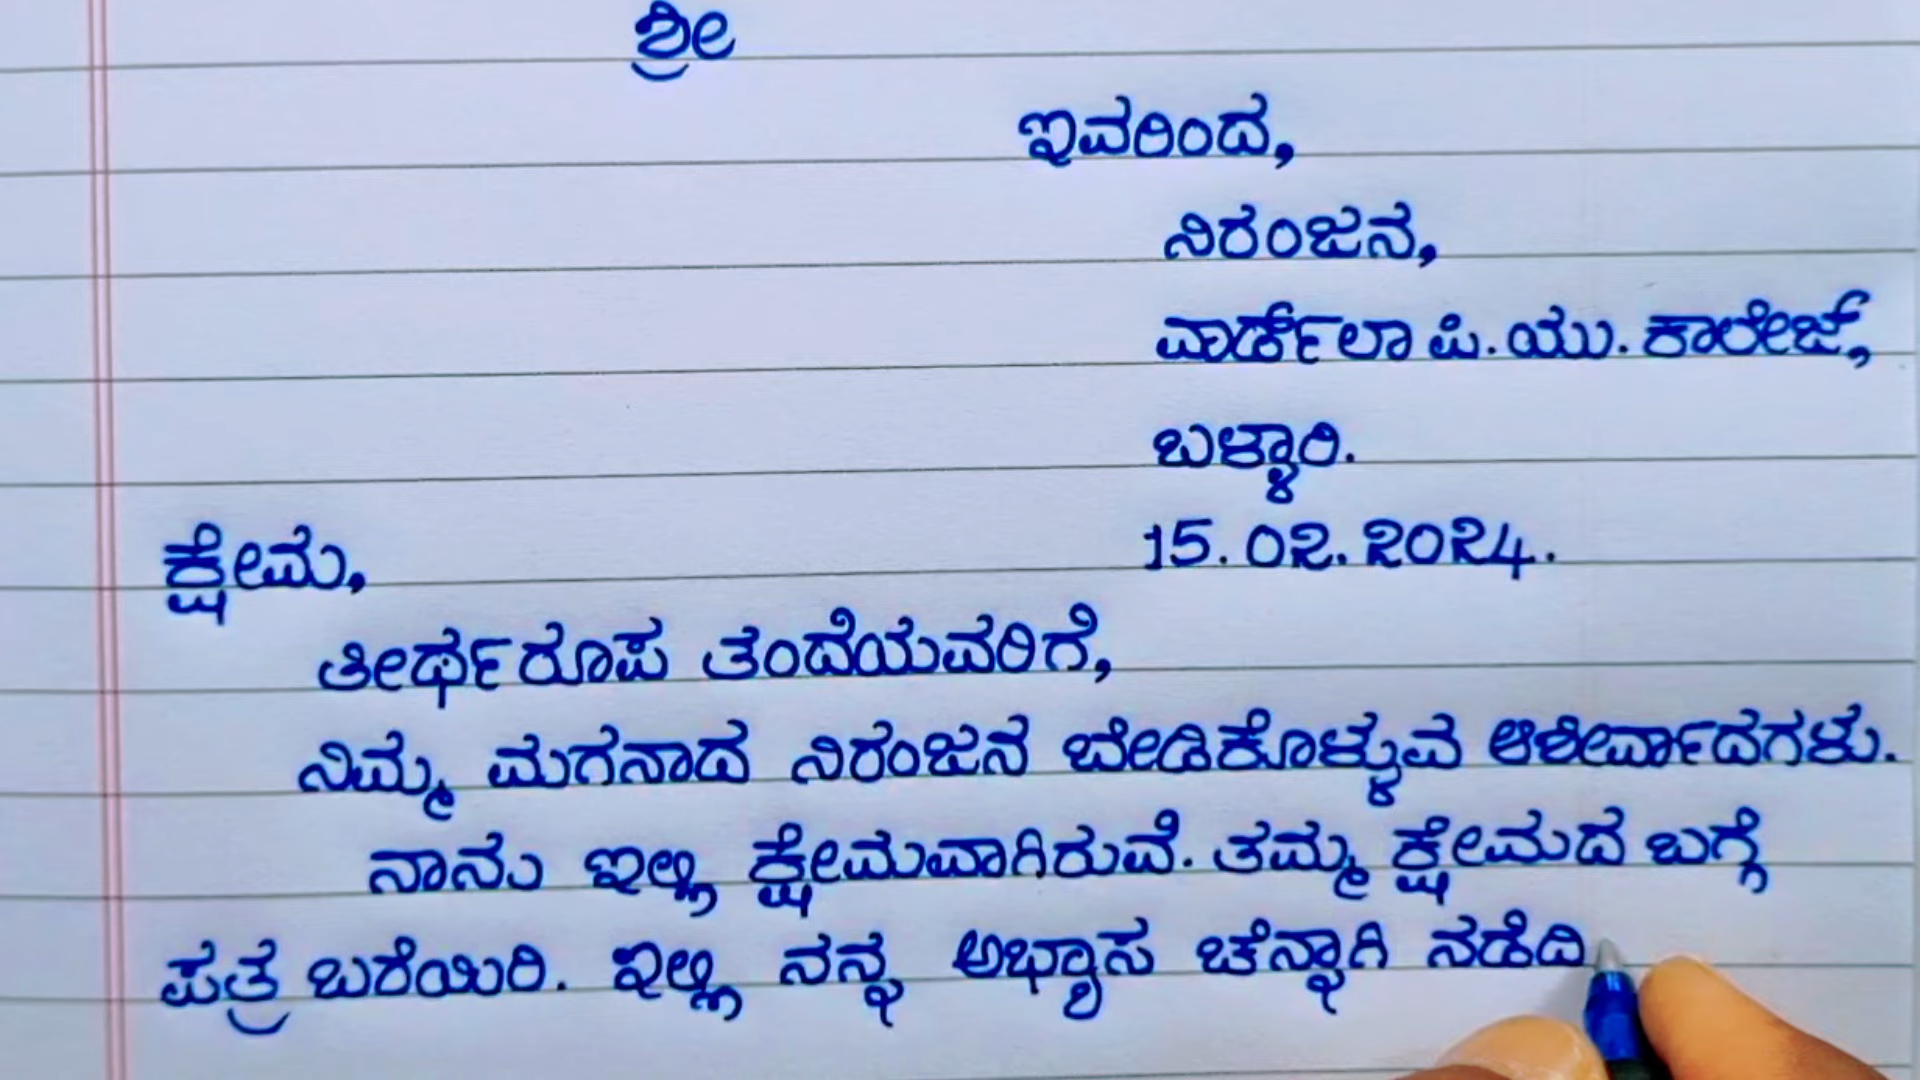 ಶ್ರೀ
ಇವರಿಂದ,
ನಿರಂಜನ,
ವಾರ್ಡ್ಲಾ ಪಿ.ಯು. ಕಾಲೇಜ್,
ಬಳ್ಳಾರಿ.
15.02.2024.
ಕ್ಷೇಮ,
ತೀರ್ಥರೂಪ ತಂದೆಯವರಿಗೆ,
ನಿಮ್ಮ ಮಗನಾದ ನಿರಂಜನ ಬೇಡಿಕೊಳ್ಳುವ ಆಶೀರ್ವಾದಗಳು.
ನಾನು ಇಲ್ಲಿ ಕ್ಷೇಮವಾಗಿರುವೆ. ತಮ್ಮ ಕ್ಷೇಮದ ಬಗ್ಗೆ
ಪತ್ರ ಬರೆಯಿರಿ. ಇಲ್ಲಿ ನನ್ನ ಅಭ್ಯಾಸ ಚೆನ್ನಾಗಿ ನಡೆದಿ